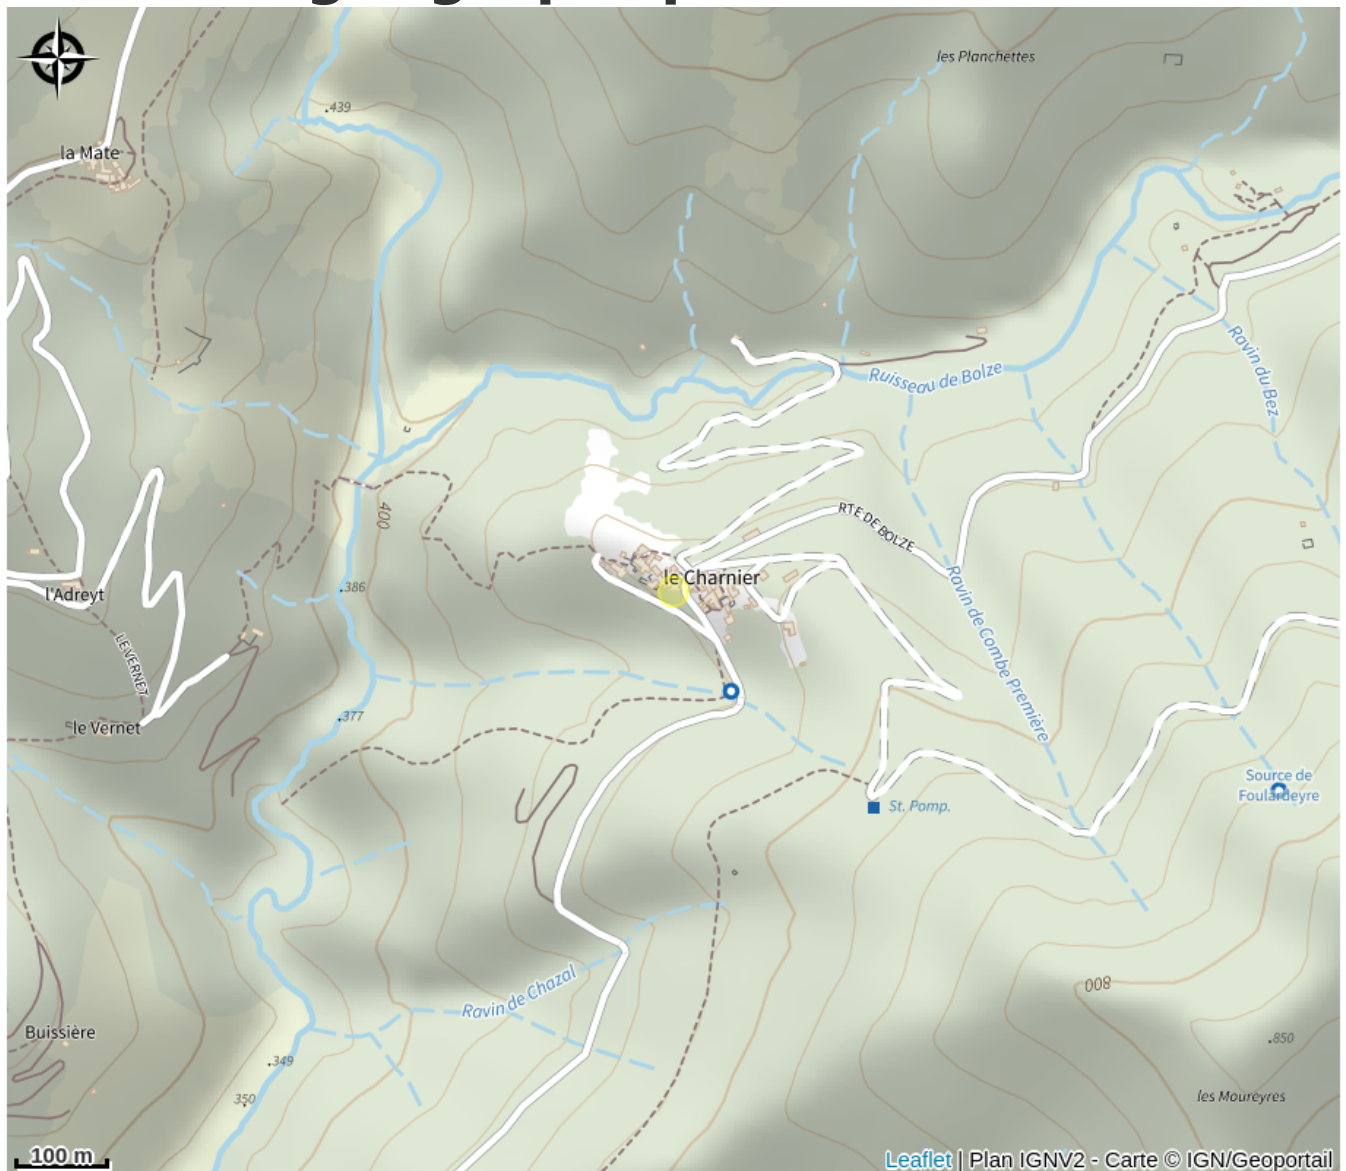 les Planchettes
439
la Mate
Ruisseau de Bolze
Ravin du Bez
400
RTE DE BOLZE
le Charnier
386
l'Adreyt
LE VERNET
Ravin de Combe Première
377
le Vernet
Source de
Foulardeyre
St. Pomp.
Ravin de Chazal
800
Buissière
850
349
350
les Moureyres
100 m
Leaflet | Plan IGNV2 - Carte © IGN/Geoportail